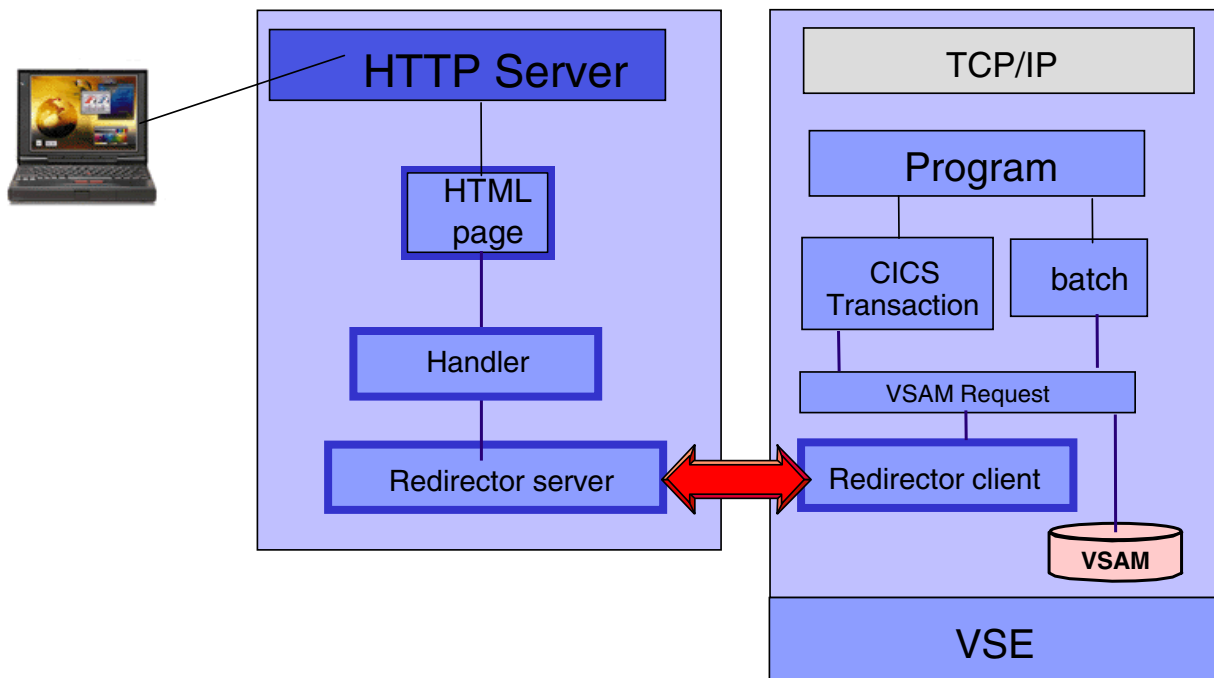 HTTP Server
HTML
page
Handler
Redirector server
TCP/IP
Program
CICS
Transaction
batch
VSAM Request
Redirector client
VSAM
VSE